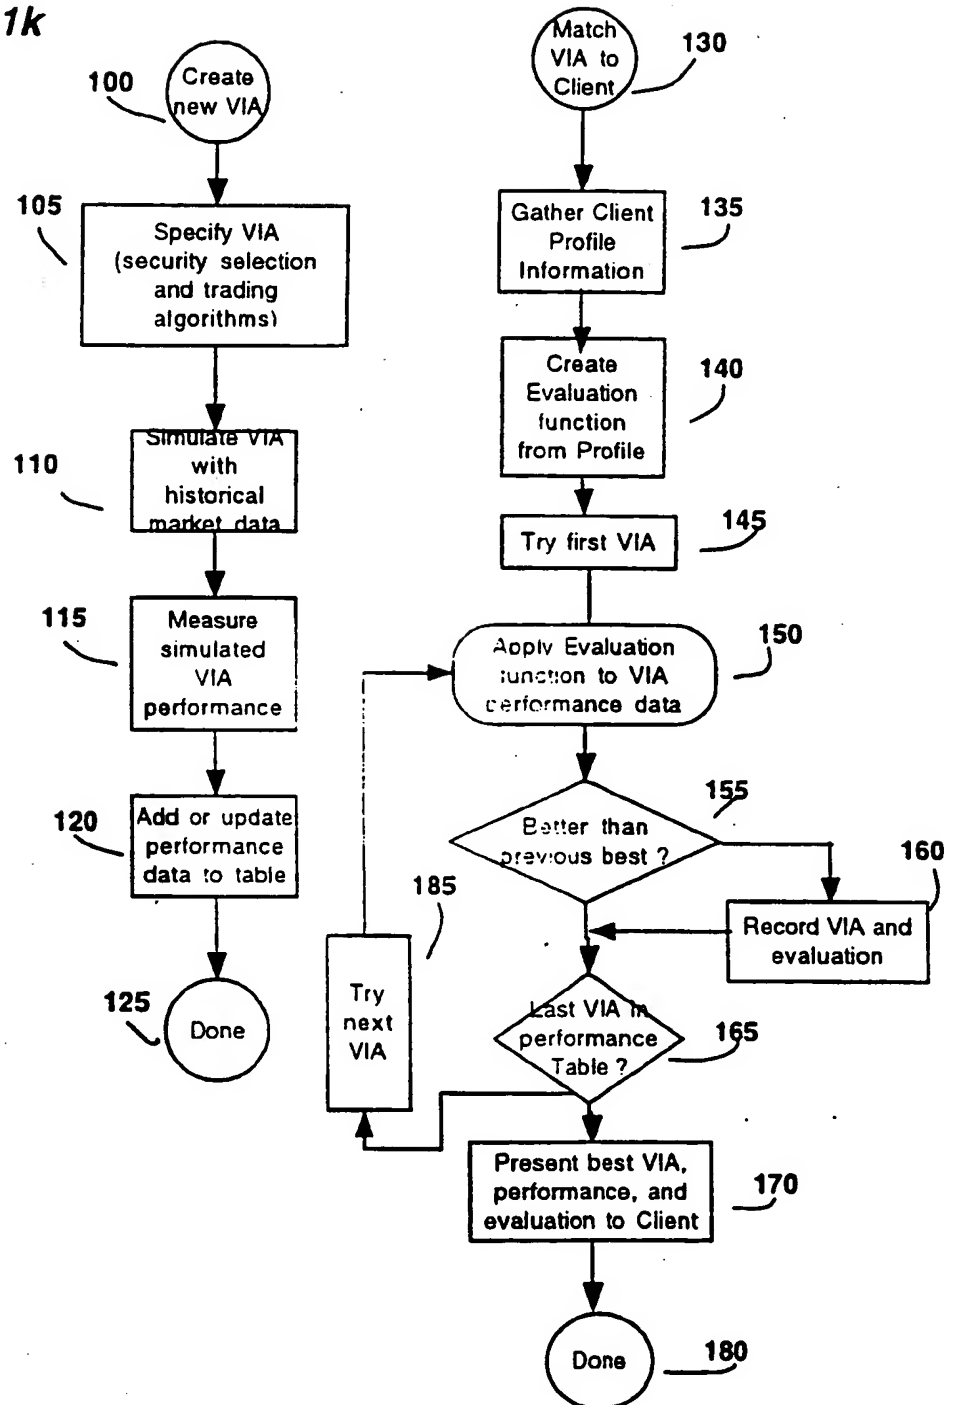 1k
100
Create
new VIA
105
Specify VIA
(security selection
and trading
algorithms)
110
Simulate VIA
with
historical
market data
115
Measure
simulated
VIA
performance
120
Add or update
performance
data to table
125
Done
Match
VIA to
Client
130
Gather Client
Profile
Information
135
Create
Evaluation
function
from Profile
140
Try first VIA
145
Apply Evaluation
function to VIA
performance data
150
Better than
previous best ?
155
Record VIA and
evaluation
160
185
Try
next
VIA
Last VIA in
performance
Table ?
165
Present best VIA,
performance, and
evaluation to Client
170
Done
180